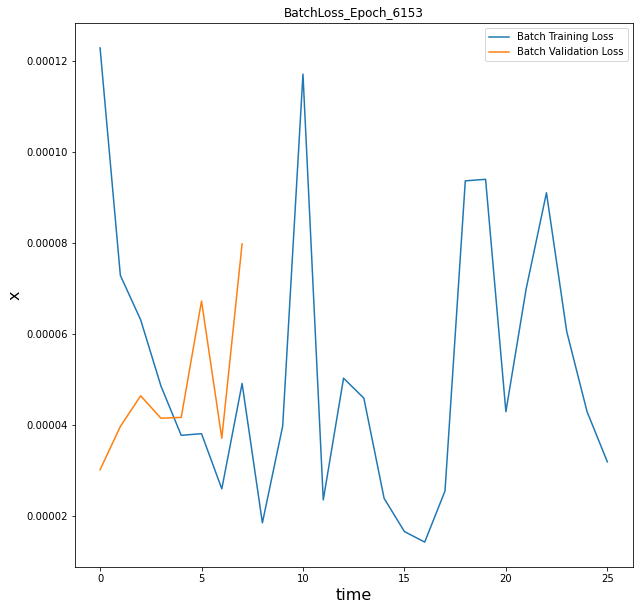 BatchLoss_Epoch_6153
Batch Training Loss
Batch Validation Loss
0.00012
0.00010
0.00008
0.00006
0.00004
0.00002
x
0 5 10 15 20 25
time